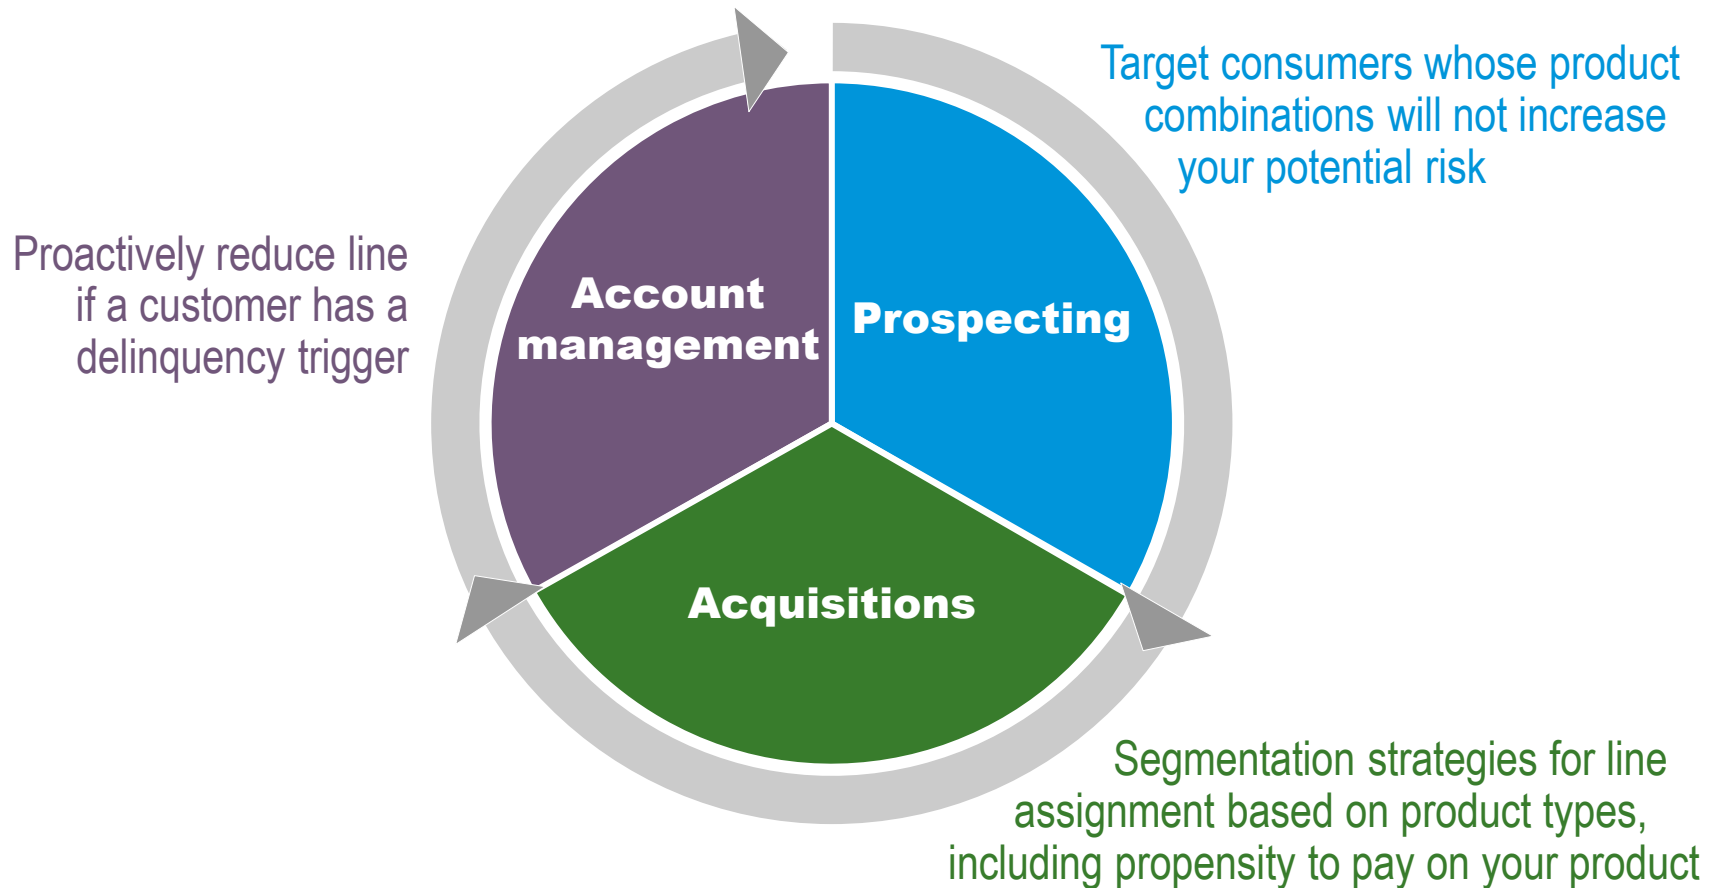 Target consumers whose product
combinations will not increase
your potential risk
Proactively reduce line
if a customer has a
delinquency trigger
Account
management
Prospecting
Acquisitions
Segmentation strategies for line
assignment based on product types,
including propensity to pay on your product